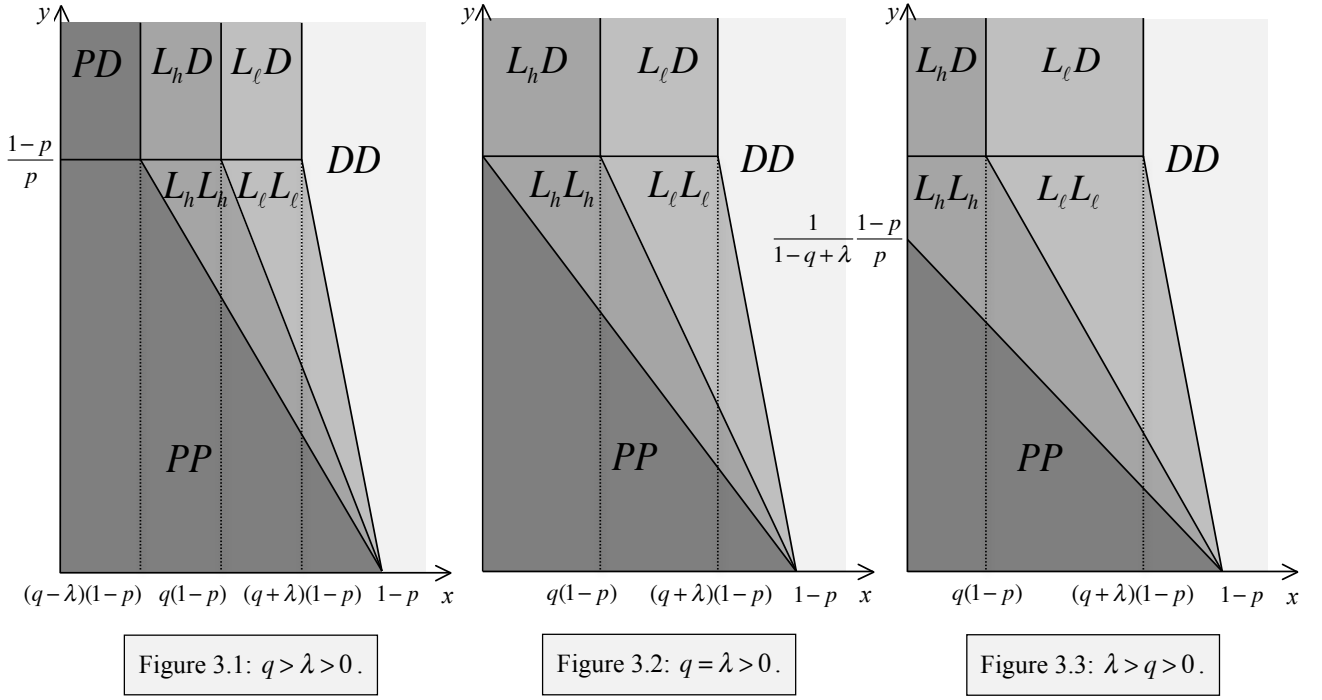 y
PD L_h D L_ℓ D
(1−p)/p
DD
L_h L_h L_ℓ L_ℓ
PP
(q−λ)(1−p) q(1−p) (q+λ)(1−p) 1−p x
Figure 3.1: q > λ > 0.
y
L_h D L_ℓ D
DD
L_h L_h L_ℓ L_ℓ
PP
q(1−p) (q+λ)(1−p) 1−p x
Figure 3.2: q = λ > 0.
y
L_h D L_ℓ D
DD
L_h L_h L_ℓ L_ℓ
1/(1−q+λ) (1−p)/p
PP
q(1−p) (q+λ)(1−p) 1−p x
Figure 3.3: λ > q > 0.